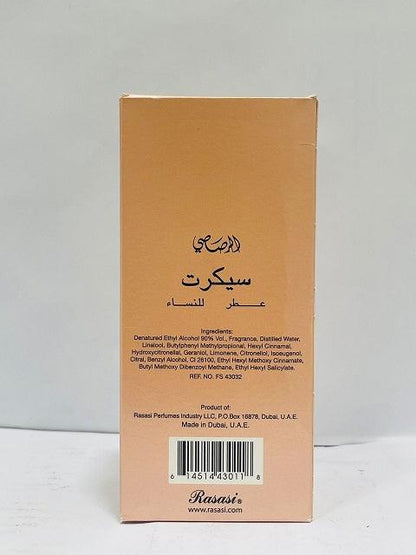 الرصاصي
سيكرت
عطر للنساء
Ingredients:
Denatured Ethyl Alcohol 90% Vol., Fragrance, Distilled Water,
Linalool, Butylphenyl Methylpropional, Hexyl Cinnamal,
Hydroxycitronellal, Geraniol, Limonene, Citronellol, Isoeugenol,
Citral, Benzyl Alcohol, CI 26100, Ethyl Hexyl Methoxy Cinnamate,
Butyl Methoxy Dibenzoyl Methane, Ethyl Hexyl Salicylate.
REF. NO. FS 43032
Product of:
Rasasi Perfumes Industry LLC, P.O.Box 16878, Dubai, U.A.E.
Made in Dubai, U.A.E.
6 14514 43011 8
Rasasi®
www.rasasi.com